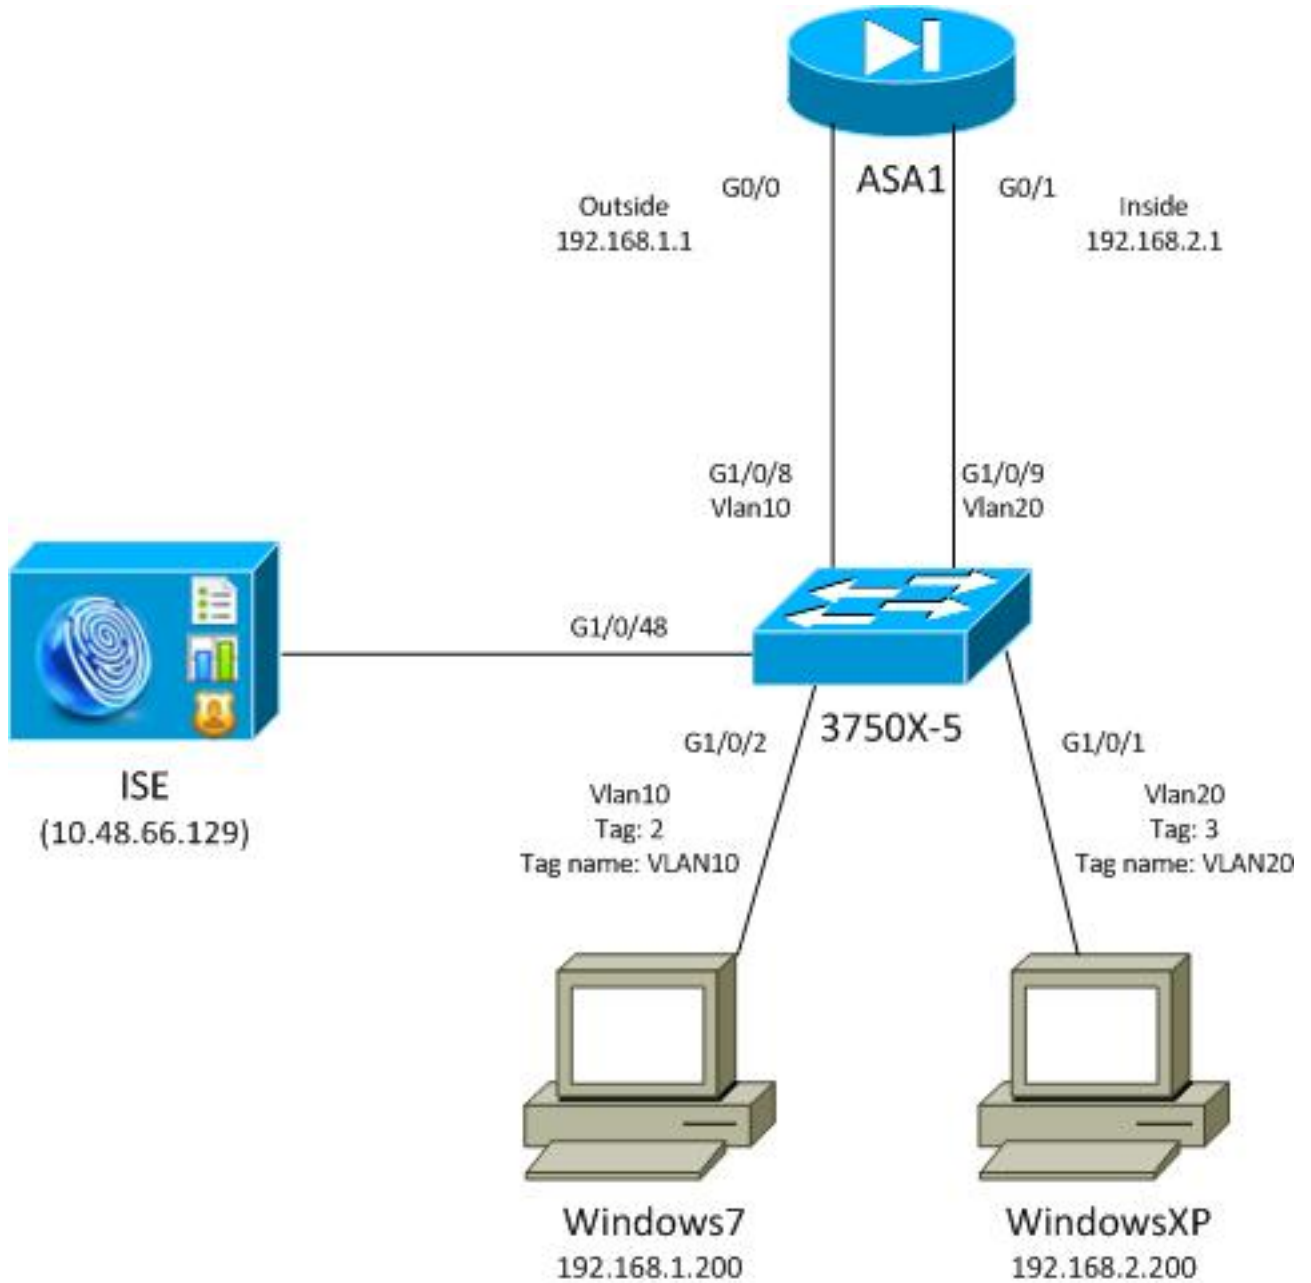 ASA1
G0/0
G0/1
Outside
192.168.1.1
Inside
192.168.2.1
G1/0/8
Vlan10
G1/0/9
Vlan20
G1/0/48
3750X-5
ISE
(10.48.66.129)
G1/0/2
Vlan10
Tag: 2
Tag name: VLAN10
G1/0/1
Vlan20
Tag: 3
Tag name: VLAN20
Windows7
192.168.1.200
WindowsXP
192.168.2.200